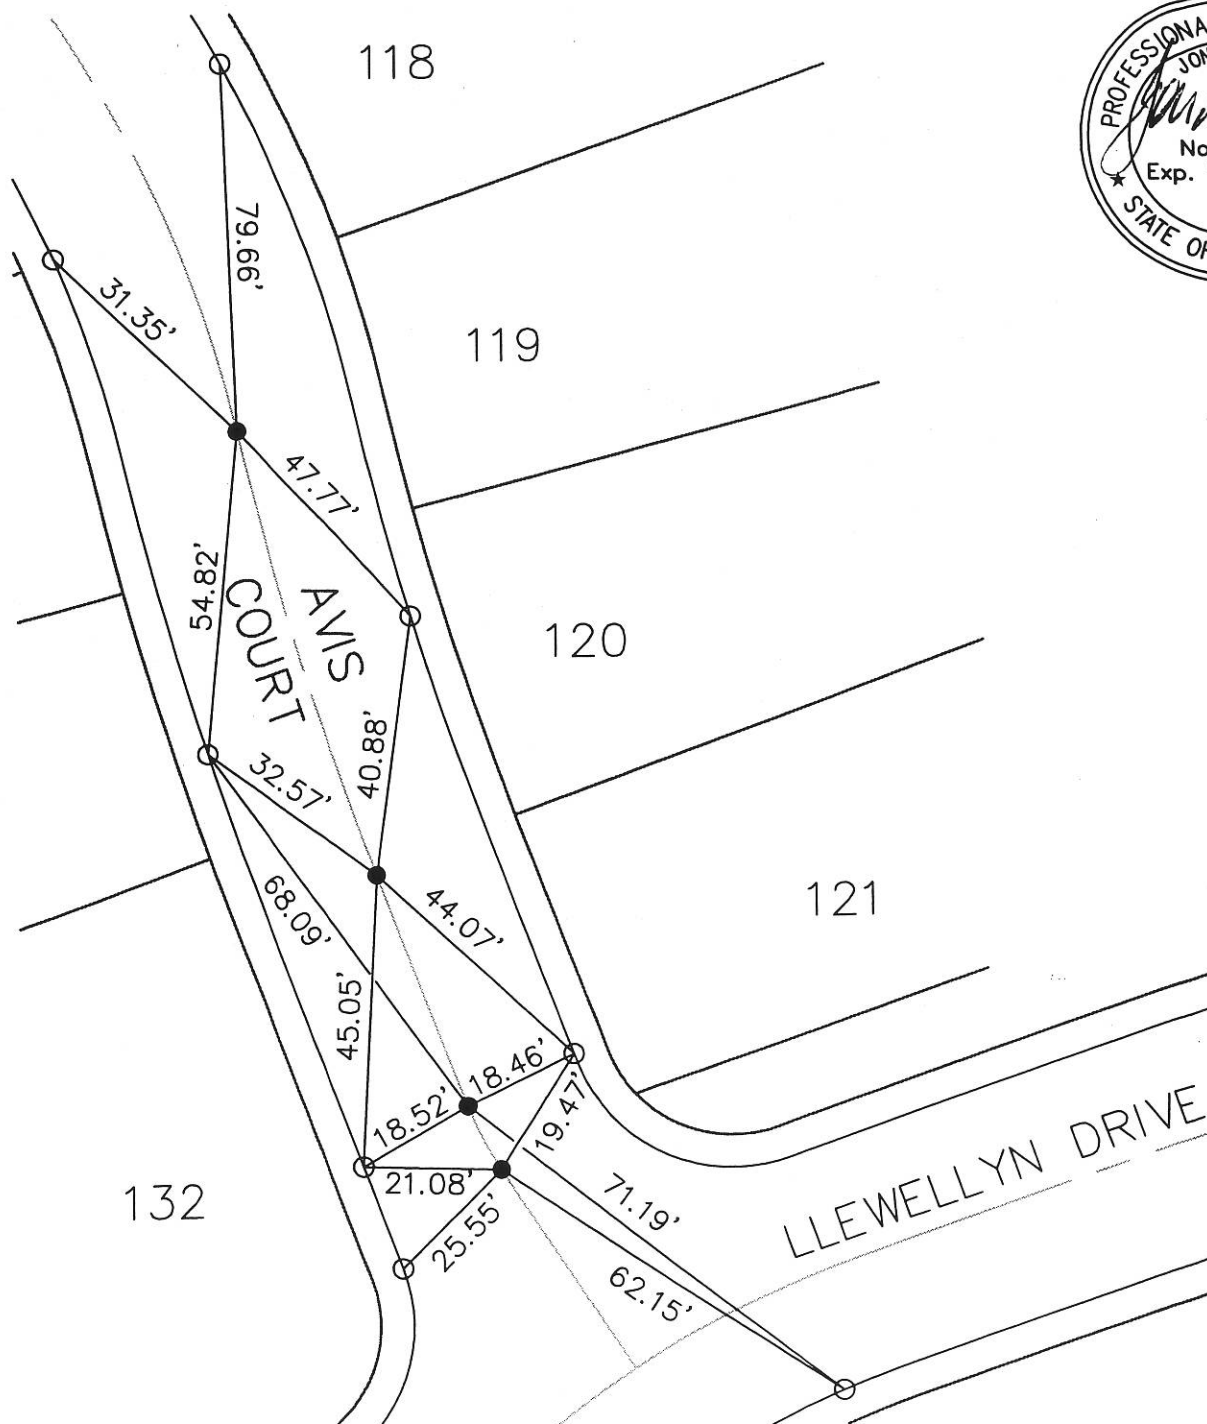 118
PROFESSIONA
JON
No
Exp.
★ STATE OF
79.66'
31.35'
119
47.77'
54.82'
AVIS
COURT
120
40.88'
32.57'
121
68.09'
44.07'
45.05'
18.46'
18.52'
19.47'
LLEWELLYN DRIVE
132
21.08'
71.19'
25.55'
62.15'